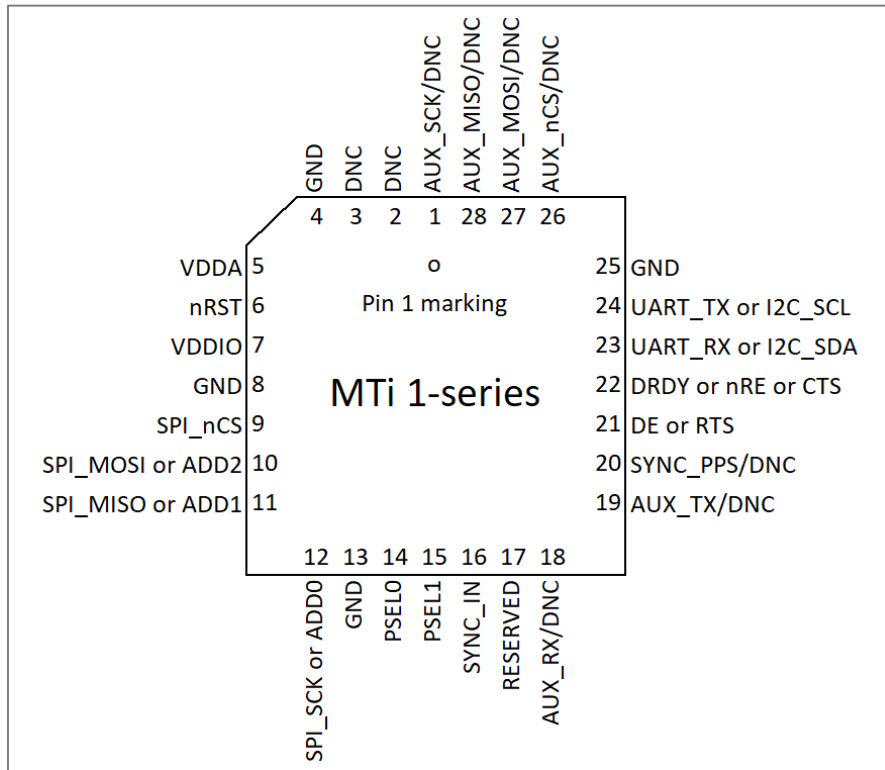 GND
DNC
DNC
AUX_SCK/DNC
AUX_MISO/DNC
AUX_MOSI/DNC
AUX_nCS/DNC
4 3 2 1 28 27 26
VDDA 5 o 25 GND
nRST 6 Pin 1 marking 24 UART_TX or I2C_SCL
VDDIO 7 23 UART_RX or I2C_SDA
GND 8 MTi 1-series 22 DRDY or nRE or CTS
SPI_nCS 9 21 DE or RTS
SPI_MOSI or ADD2 10 20 SYNC_PPS/DNC
SPI_MISO or ADD1 11 19 AUX_TX/DNC
12 13 14 15 16 17 18
SPI_SCK or ADD0
GND
PSEL0
PSEL1
SYNC_IN
RESERVED
AUX_RX/DNC